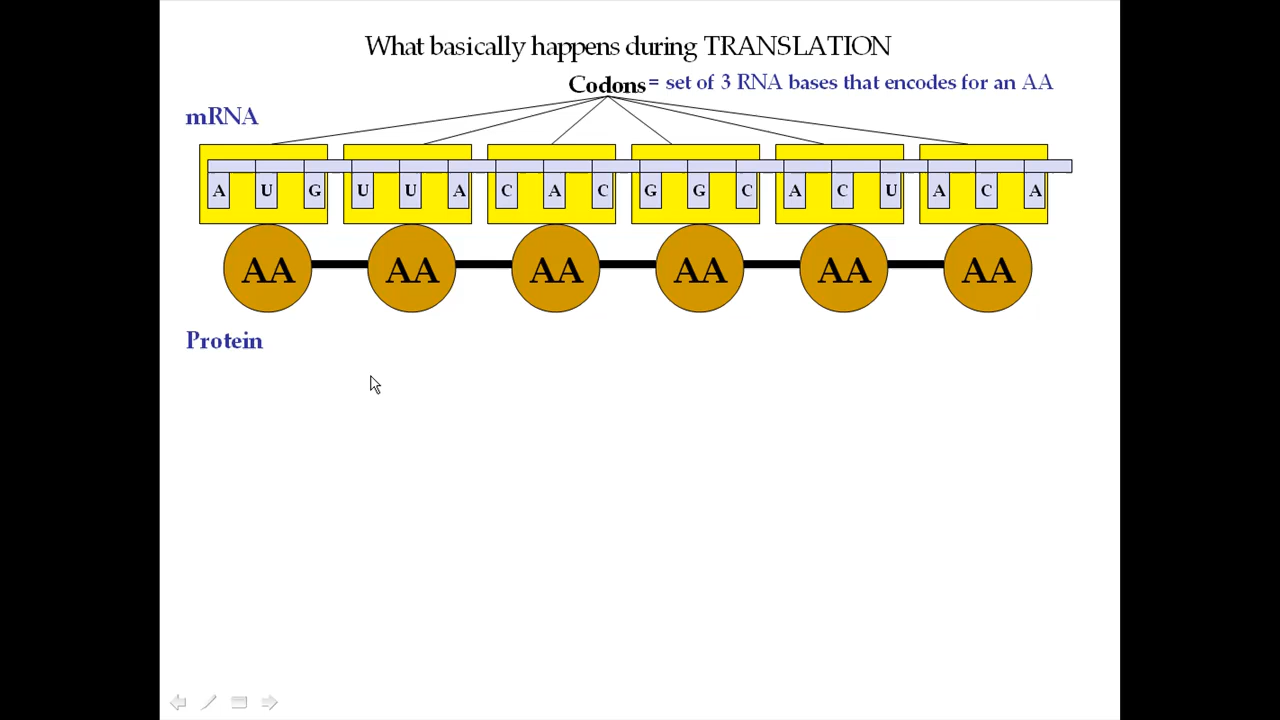 What basically happens during TRANSLATION
Codons = set of 3 RNA bases that encodes for an AA
mRNA
A U G U U A C A C G G C A C U A C A
AA AA AA AA AA AA
Protein